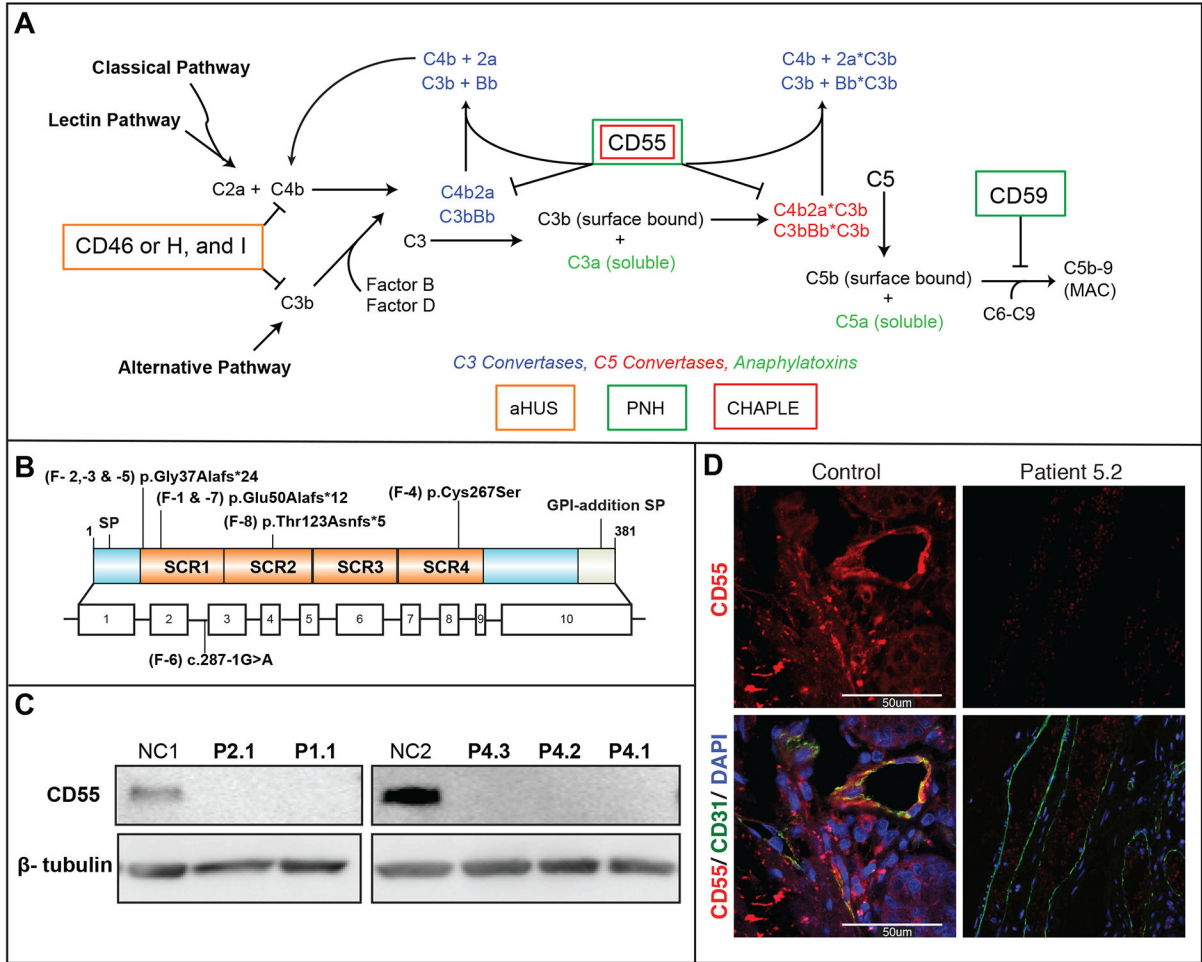 A
Classical Pathway
Lectin Pathway
C2a + C4b
CD46 or H, and I
C3b
Alternative Pathway
Factor B
Factor D
C4b + 2a
C3b + Bb
C4b2a
C3bBb
C3
C3b (surface bound)
+
C3a (soluble)
CD55
C4b + 2a*C3b
C3b + Bb*C3b
C4b2a*C3b
C3bBb*C3b
C5
C5b (surface bound)
+
C5a (soluble)
CD59
C6-C9
C5b-9
(MAC)
C3 Convertases, C5 Convertases, Anaphylatoxins
aHUS
PNH
CHAPLE
B
(F- 2,-3 & -5) p.Gly37Alafs*24
(F-1 & -7) p.Glu50Alafs*12
(F-8) p.Thr123Asnfs*5
(F-4) p.Cys267Ser
GPI-addition SP
1
SP
381
SCR1
SCR2
SCR3
SCR4
1
2
3
4
5
6
7
8
9
10
(F-6) c.287-1G>A
C
NC1
P2.1
P1.1
NC2
P4.3
P4.2
P4.1
CD55
β- tubulin
D
Control
Patient 5.2
CD55
50um
CD55/ CD31/ DAPI
50um